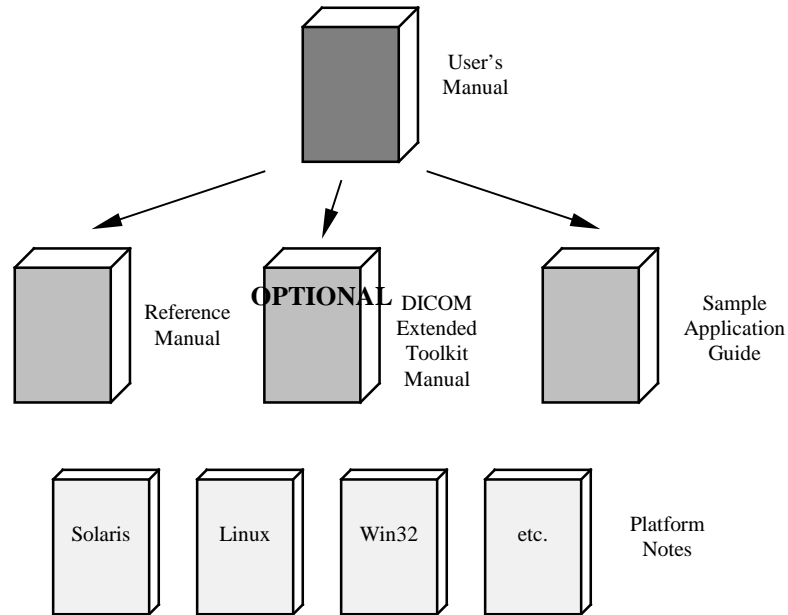 User's
Manual
Reference
Manual
OPTIONAL
DICOM
Extended
Toolkit
Manual
Sample
Application
Guide
Solaris
Linux
Win32
etc.
Platform
Notes